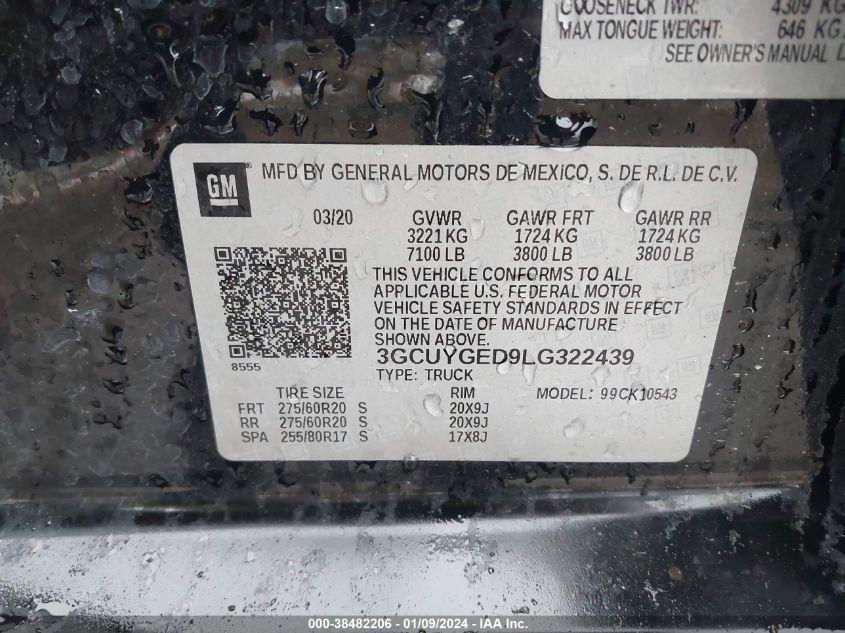 GOOSENECK TWR: 4309 KG
MAX TONGUE WEIGHT: 646 KG
SEE OWNER'S MANUAL
GM ® MFD BY GENERAL MOTORS DE MEXICO, S. DE R.L. DE C.V.
03/20 GVWR GAWR FRT GAWR RR
3221 KG 1724 KG 1724 KG
7100 LB 3800 LB 3800 LB
THIS VEHICLE CONFORMS TO ALL
APPLICABLE U.S. FEDERAL MOTOR
VEHICLE SAFETY STANDARDS IN EFFECT
ON THE DATE OF MANUFACTURE
SHOWN ABOVE.
8555 3GCUYGED9LG322439
TYPE: TRUCK
TIRE SIZE RIM MODEL: 99CK10543
FRT 275/60R20 S 20X9J
RR 275/60R20 S 20X9J
SPA 255/80R17 S 17X8J
000-38482206 - 01/09/2024 - IAA Inc.